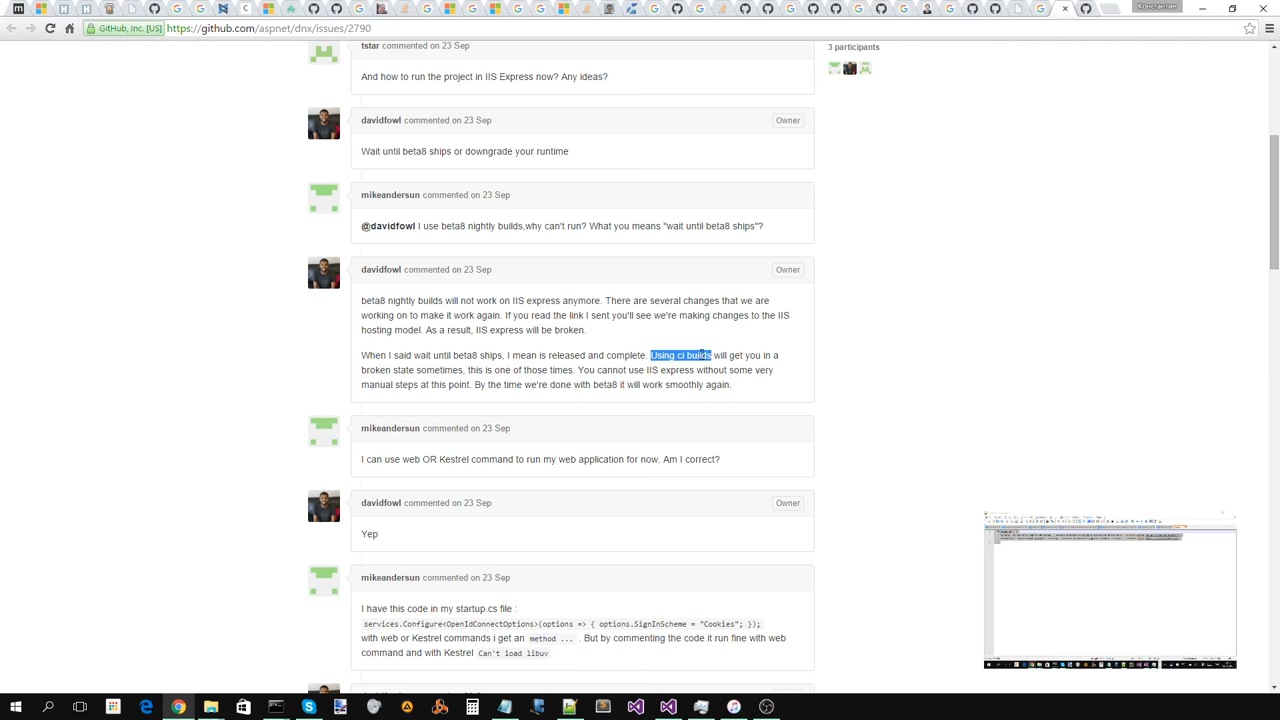 Константин
GitHub, Inc. [US]
https://github.com/aspnet/dnx/issues/2790
tstar commented on 23 Sep
3 participants
And how to run the project in IIS Express now? Any ideas?
davidfowl commented on 23 Sep
Owner
Wait until beta8 ships or downgrade your runtime
mikeandersun commented on 23 Sep
@davidfowl I use beta8 nightly builds,why can't run? What you means "wait until beta8 ships"?
davidfowl commented on 23 Sep
Owner
beta8 nightly builds will not work on IIS express anymore. There are several changes that we are
working on to make it work again. If you read the link I sent you'll see we're making changes to the IIS
hosting model. As a result, IIS express will be broken.
When I said wait until beta8 ships, I mean is released and complete. Using ci builds will get you in a
broken state sometimes, this is one of those times. You cannot use IIS express without some very
manual steps at this point. By the time we're done with beta8 it will work smoothly again.
mikeandersun commented on 23 Sep
I can use web OR Kestrel command to run my web application for now. Am I correct?
davidfowl commented on 23 Sep
Owner
Yep
mikeandersun commented on 23 Sep
I have this code in my startup.cs file :
services.Configure<OpenIdConnectOptions>(options => { options.SignInScheme = "Cookies"; });
with web or Kestrel commands i get an method ... . But by commenting the code it run fine with web
command and with Kestrel Can't load libuv